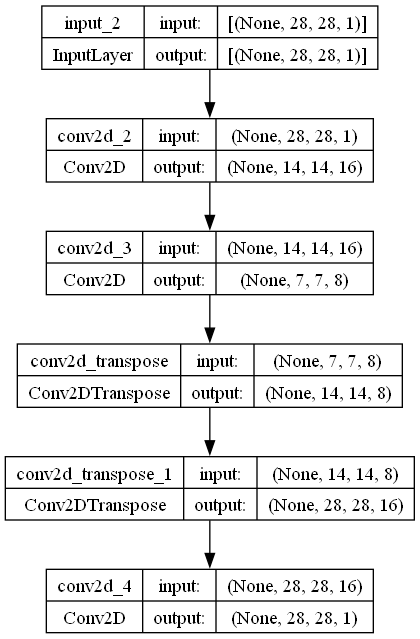 input_2 input: [(None, 28, 28, 1)]
InputLayer output: [(None, 28, 28, 1)]
conv2d_2 input: (None, 28, 28, 1)
Conv2D output: (None, 14, 14, 16)
conv2d_3 input: (None, 14, 14, 16)
Conv2D output: (None, 7, 7, 8)
conv2d_transpose input: (None, 7, 7, 8)
Conv2DTranspose output: (None, 14, 14, 8)
conv2d_transpose_1 input: (None, 14, 14, 8)
Conv2DTranspose output: (None, 28, 28, 16)
conv2d_4 input: (None, 28, 28, 16)
Conv2D output: (None, 28, 28, 1)